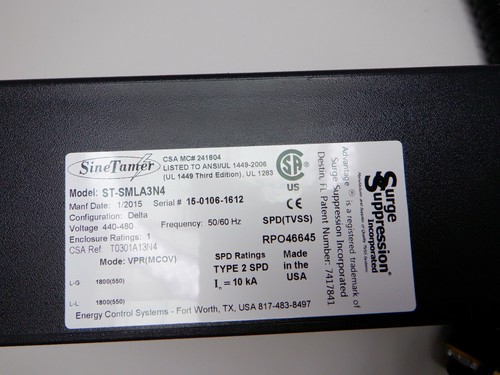 SineTamer
CSA MC# 241804
LISTED TO ANSI/UL 1449-2006
(UL 1449 Third Edition), UL 1283
Model: ST-SMLA3N4
Manf Date: 1/2015 Serial # 15-0106-1612
Configuration: Delta
Voltage 440-480 Frequency: 50/60 Hz
Enclosure Ratings: 1
CSA Ref T0301A13N4
Mode: VPR(MCOV)
L-G 1800(550)
L-L 1800(550)
SPD Ratings
TYPE 2 SPD
In = 10 kA
SA
US
CE
SPD(TVSS)
RPO46645
Made
in the
USA
Energy Control Systems - Fort Worth, TX, USA 817-483-8497
Surge
Suppression
Incorporated
Advantage ® is a registered trademark of
Surge Suppression Incorporated
Destin, FL Patent Number: 7417841